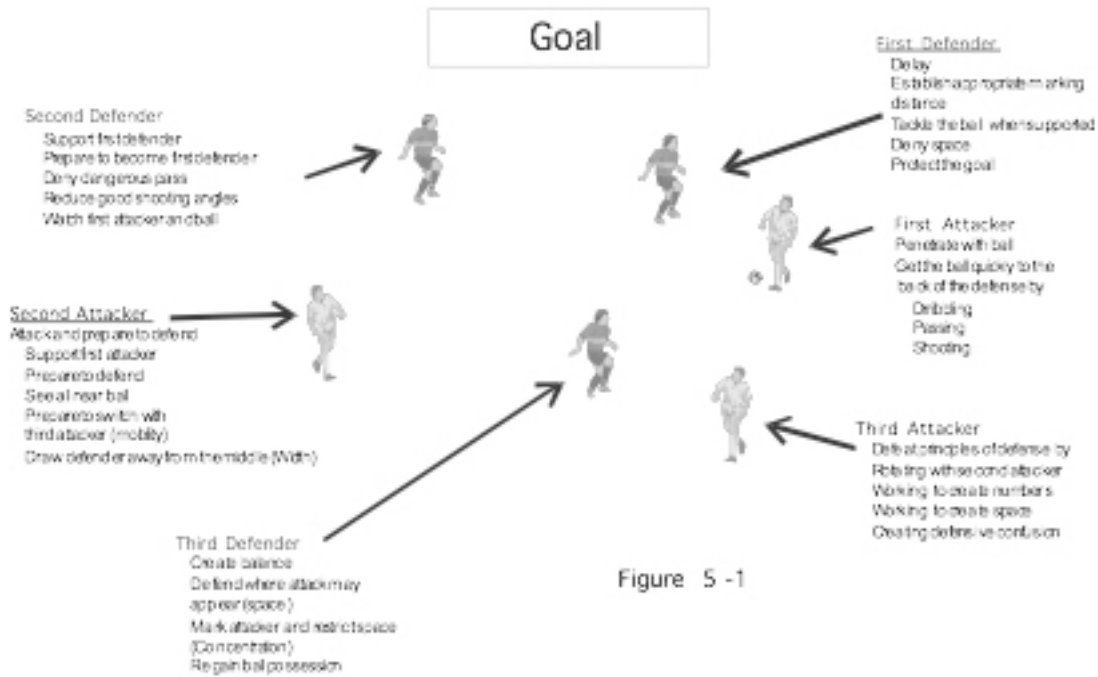 Goal
First Defender
Delay
Establish appropriate marking
distance
Tackle the ball when supported
Deny space
Protect the goal
Second Defender
Support first defender
Prepare to become first defender
Deny dangerous pass
Reduce good shooting angles
Watch first attacker and ball
First Attacker
Penetrate with ball
Get the ball quickly to the
back of the defense by
Dribbling
Passing
Shooting
Second Attacker
Attack and prepare to defend
Support first attacker
Prepare to defend
See all near ball
Prepare to switch with
third attacker (mobility)
Draw defender away from the middle (Width)
Third Attacker
Defeat principles of defense by
Rotating with second attacker
Working to create numbers
Working to create space
Creating defensive confusion
Third Defender
Create balance
Defend where attack may
appear (space)
Mark attacker and restrict space
(Concentration)
Regain ball possession
Figure 5 -1